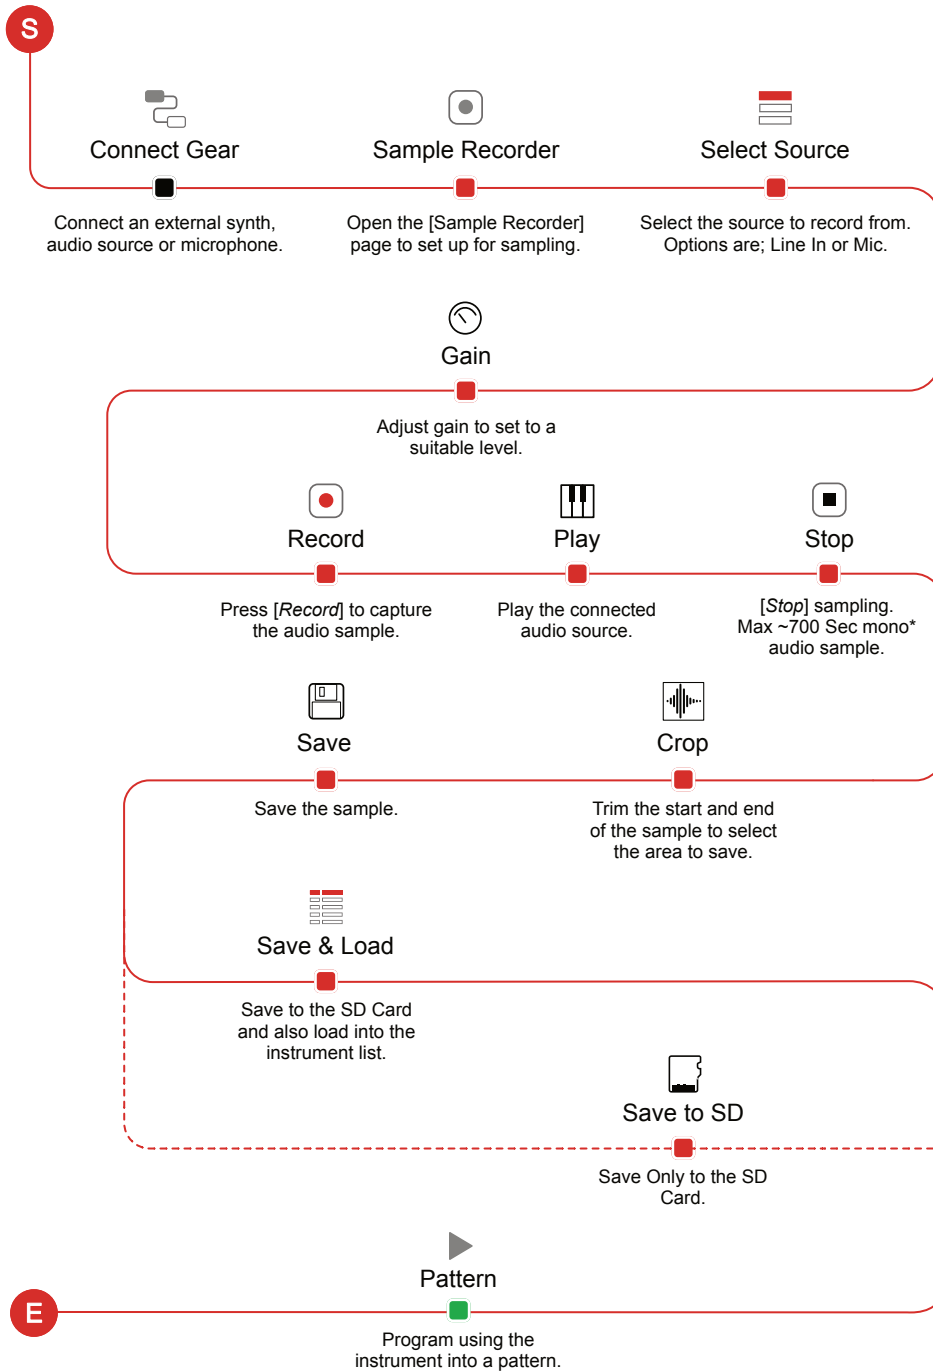 S
Connect Gear
Connect an external synth,
audio source or microphone.
Sample Recorder
Open the [Sample Recorder]
page to set up for sampling.
Select Source
Select the source to record from.
Options are; Line In or Mic.
Gain
Adjust gain to set to a
suitable level.
Record
Press [Record] to capture
the audio sample.
Play
Play the connected
audio source.
Stop
[Stop] sampling.
Max ~700 Sec mono*
audio sample.
Save
Save the sample.
Crop
Trim the start and end
of the sample to select
the area to save.
Save & Load
Save to the SD Card
and also load into the
instrument list.
Save to SD
Save Only to the SD
Card.
Pattern
E
Program using the
instrument into a pattern.